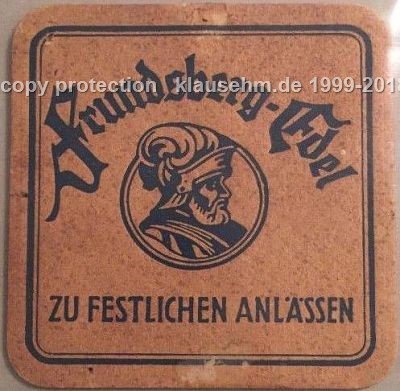 copy protection klausehm.de 1999-201
Frundsberg-Edel
ZU FESTLICHEN ANLÄSSEN